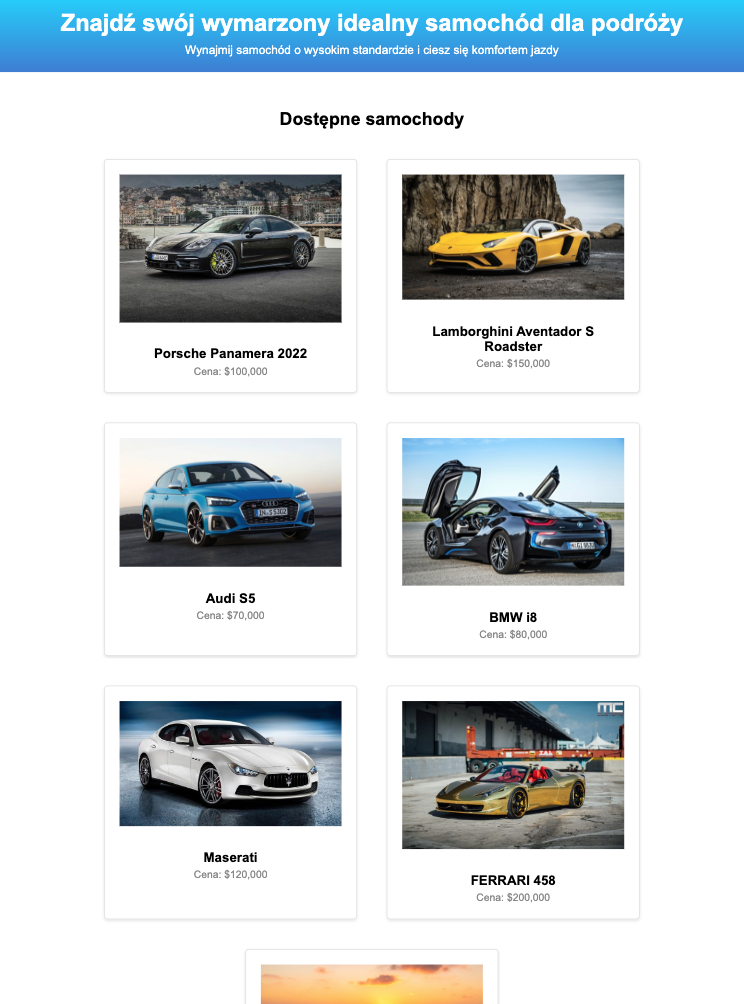 Znajdź swój wymarzony idealny samochód dla podróży
Wynajmij samochód o wysokim standardzie i ciesz się komfortem jazdy
Dostępne samochody
Porsche Panamera 2022
Cena: $100,000
Lamborghini Aventador S
Roadster
Cena: $150,000
Audi S5
Cena: $70,000
BMW i8
Cena: $80,000
Maserati
Cena: $120,000
MC
FERRARI 458
Cena: $200,000